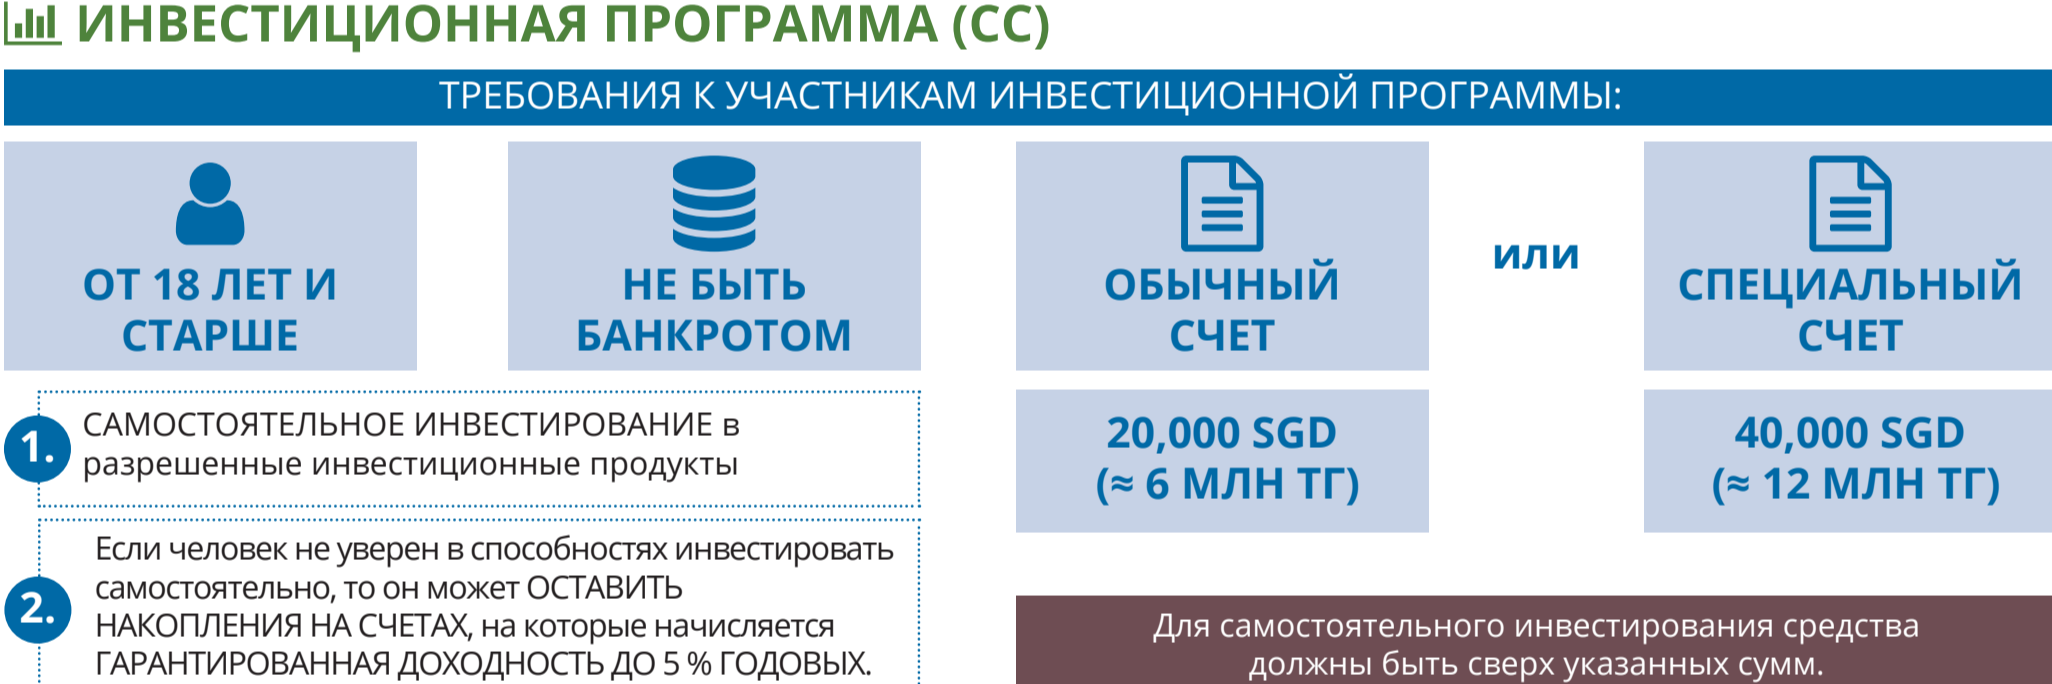 ИНВЕСТИЦИОННАЯ ПРОГРАММА (СС)
ТРЕБОВАНИЯ К УЧАСТНИКАМ ИНВЕСТИЦИОННОЙ ПРОГРАММЫ:
ОТ 18 ЛЕТ И
СТАРШЕ
НЕ БЫТЬ
БАНКРОТОМ
ОБЫЧНЫЙ
СЧЕТ
или
СПЕЦИАЛЬНЫЙ
СЧЕТ
1.
САМОСТОЯТЕЛЬНОЕ ИНВЕСТИРОВАНИЕ в
разрешенные инвестиционные продукты
2.
Если человек не уверен в способностях инвестировать
самостоятельно, то он может ОСТАВИТЬ
НАКОПЛЕНИЯ НА СЧЕТАХ, на которые начисляется
ГАРАНТИРОВАННАЯ ДОХОДНОСТЬ ДО 5 % ГОДОВЫХ.
20,000 SGD
(≈ 6 МЛН ТГ)
40,000 SGD
(≈ 12 МЛН ТГ)
Для самостоятельного инвестирования средства
должны быть сверх указанных сумм.